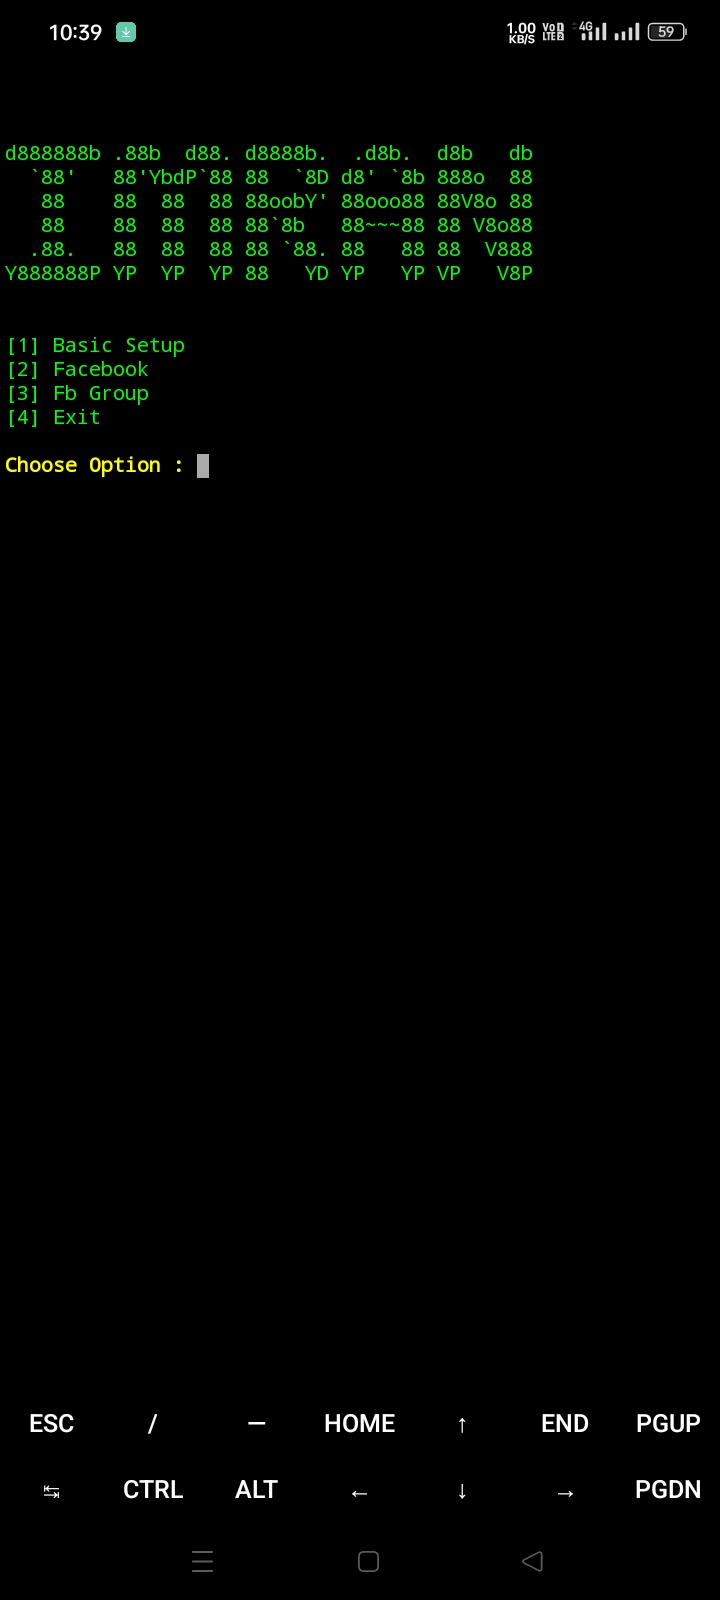 10:39
1.00 KB/S Vo LTE 4G 59
d888888b .88b  d88. d8888b.  .d8b.  d8b   db
  `88'   88'YbdP`88 88  `8D d8' `8b 888o  88
   88    88  88  88 88oobY' 88ooo88 88V8o 88
   88    88  88  88 88`8b   88~~~88 88 V8o88
  .88.   88  88  88 88 `88. 88   88 88  V888
Y888888P YP  YP  YP 88   YD YP   YP VP   V8P
[1] Basic Setup
[2] Facebook
[3] Fb Group
[4] Exit
Choose Option :
ESC / — HOME ↑ END PGUP
↹ CTRL ALT ← ↓ → PGDN